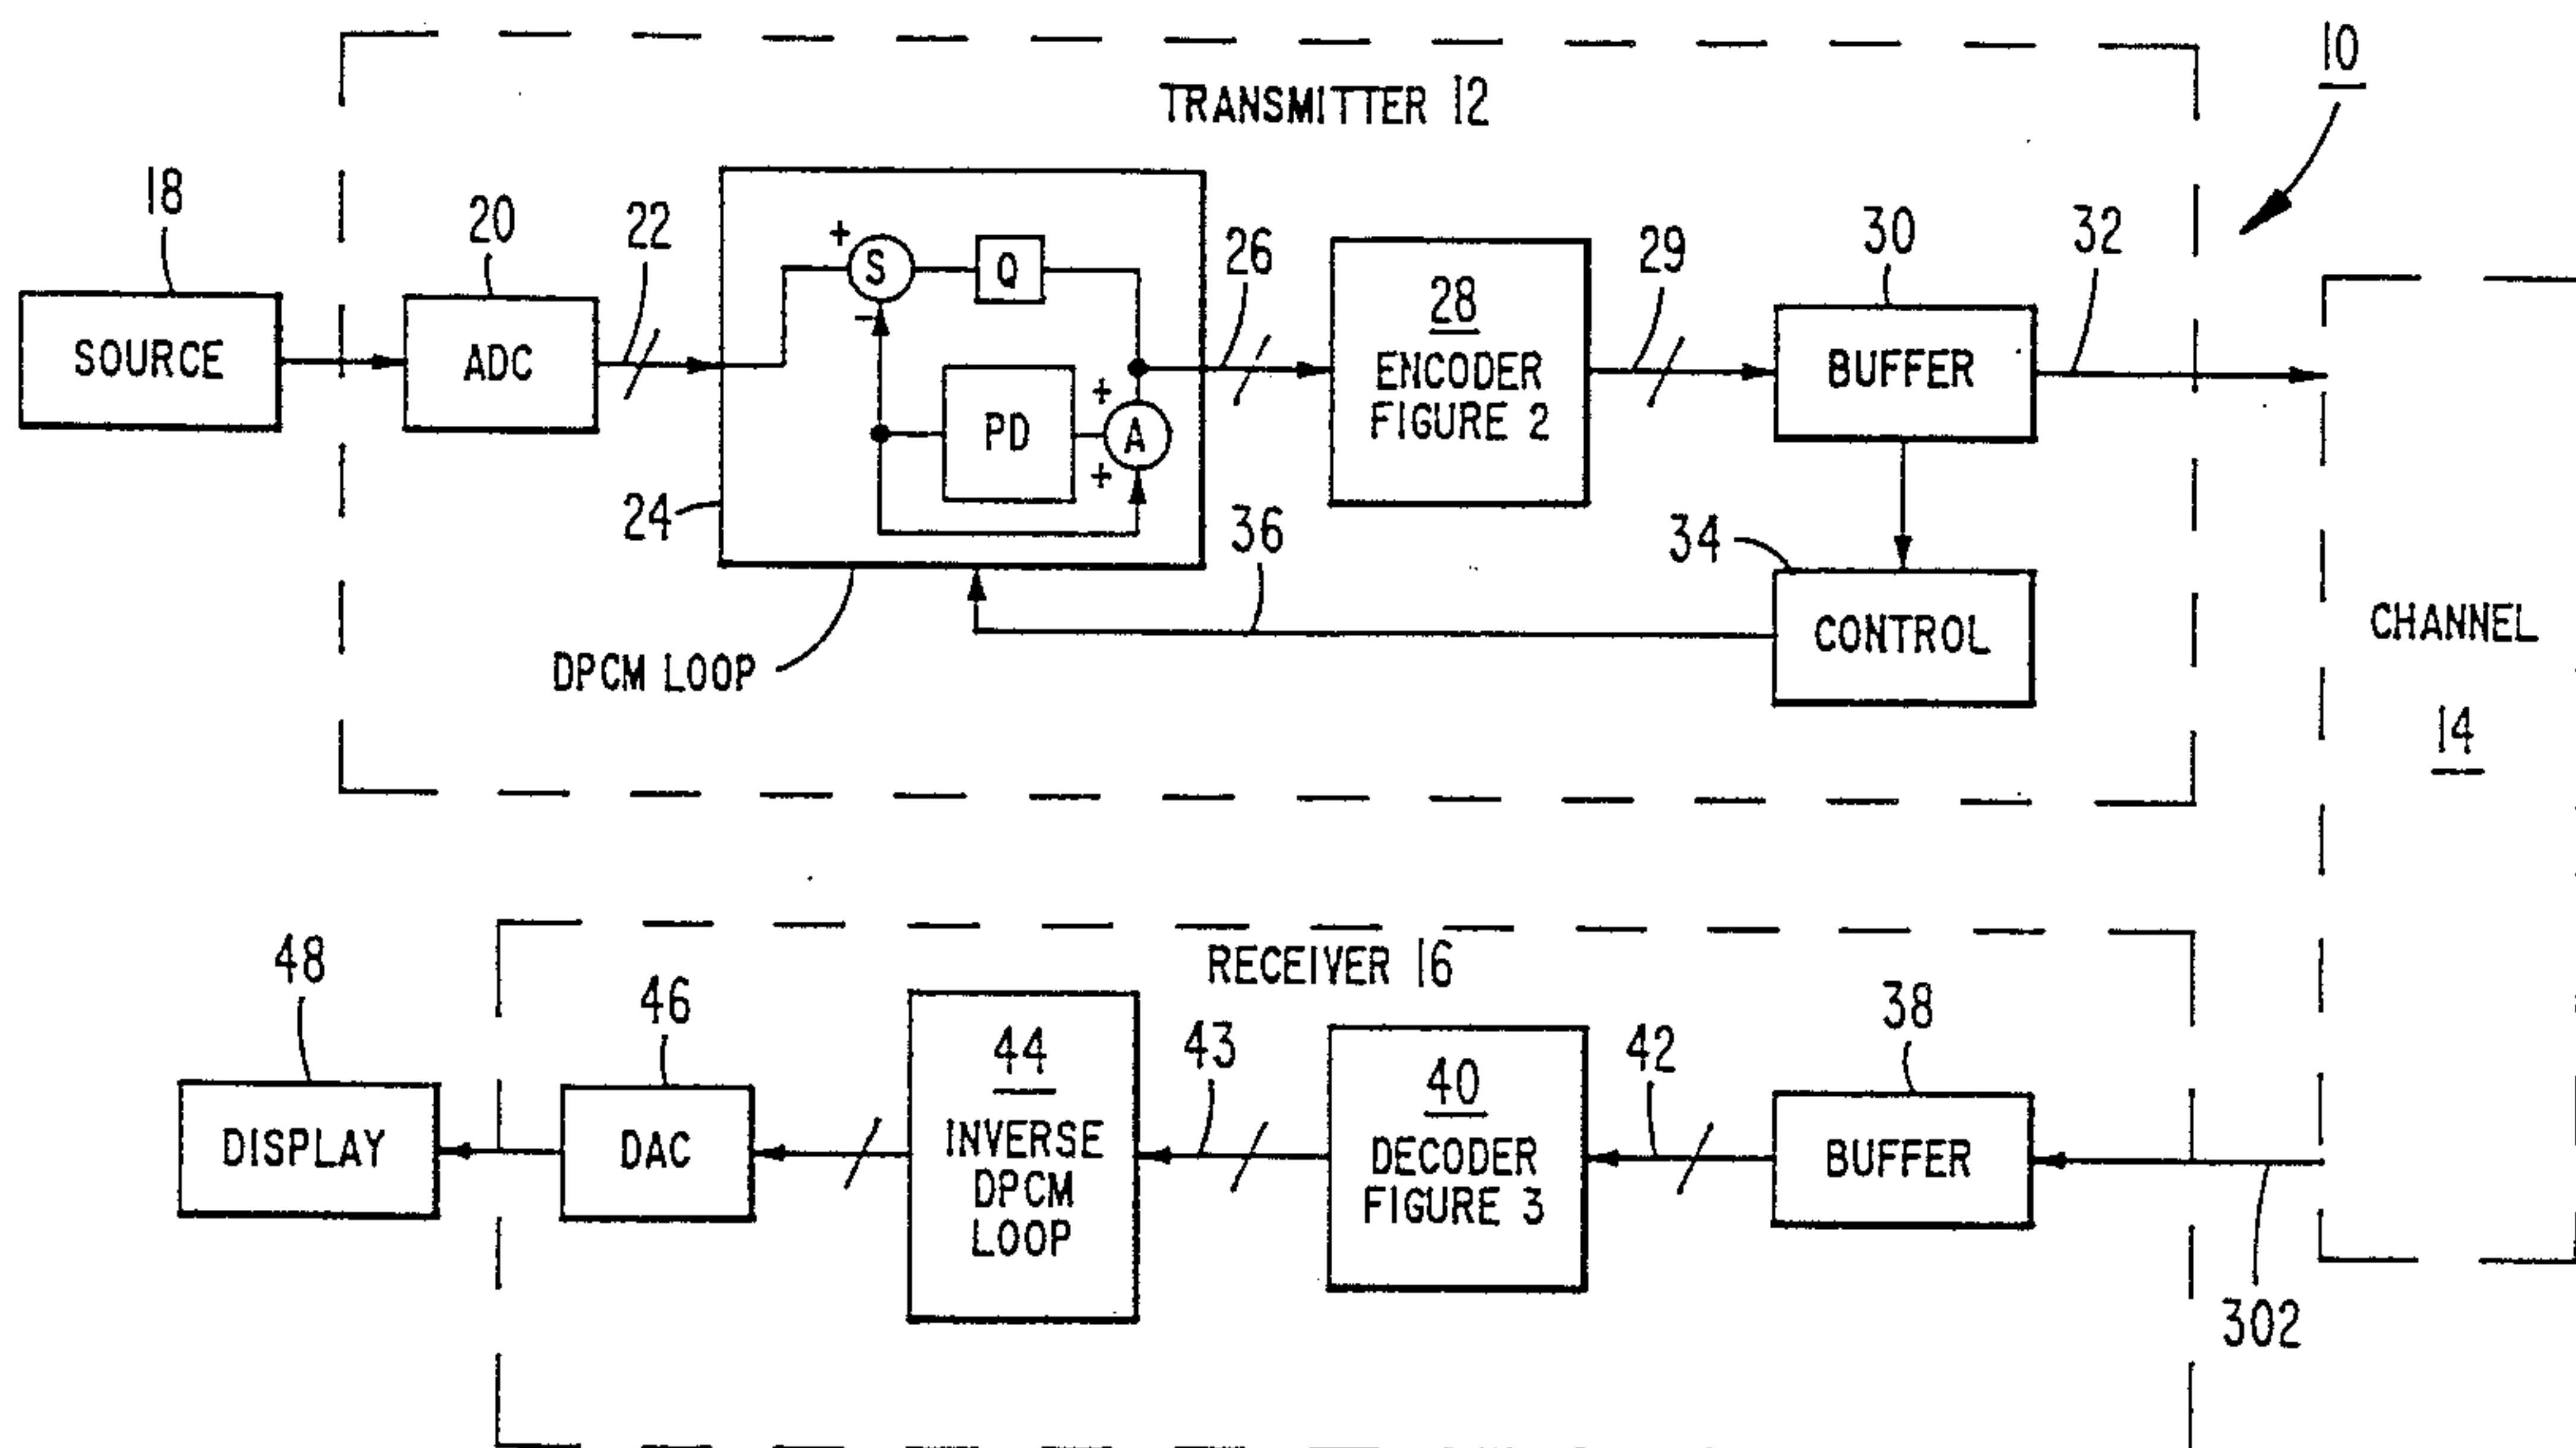 10
TRANSMITTER 12
18
20
22
26
29
30
32
+
S
Q
-
SOURCE
ADC
28
ENCODER
FIGURE 2
BUFFER
PD
+
A
+
24
36
34
DPCM LOOP
CONTROL
CHANNEL
14
RECEIVER 16
48
46
44
INVERSE
DPCM
LOOP
43
40
DECODER
FIGURE 3
42
38
DISPLAY
DAC
BUFFER
302